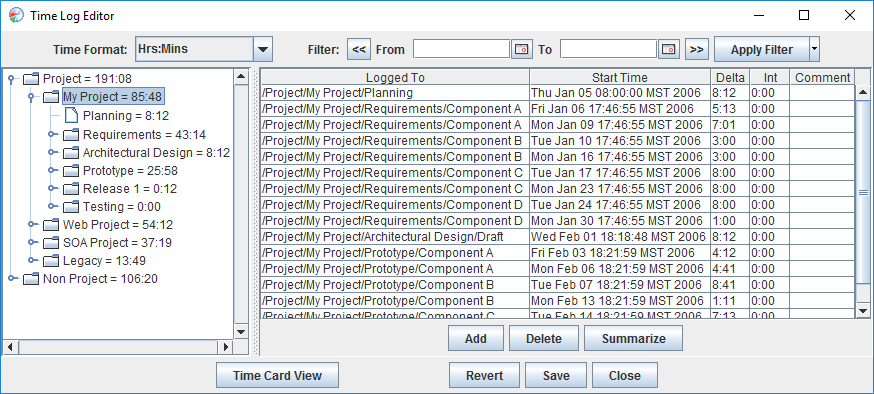 Time Log Editor
Time Format: Hrs:Mins Filter: << From To >> Apply Filter
Project = 191:08
My Project = 85:48
Planning = 8:12
Requirements = 43:14
Architectural Design = 8:12
Prototype = 25:58
Release 1 = 0:12
Testing = 0:00
Web Project = 54:12
SOA Project = 37:19
Legacy = 13:49
Non Project = 106:20
Logged To Start Time Delta Int Comment
/Project/My Project/Planning Thu Jan 05 08:00:00 MST 2006 8:12 0:00
/Project/My Project/Requirements/Component A Fri Jan 06 17:46:55 MST 2006 5:13 0:00
/Project/My Project/Requirements/Component A Mon Jan 09 17:46:55 MST 2006 7:01 0:00
/Project/My Project/Requirements/Component B Tue Jan 10 17:46:55 MST 2006 3:00 0:00
/Project/My Project/Requirements/Component B Mon Jan 16 17:46:55 MST 2006 3:00 0:00
/Project/My Project/Requirements/Component C Tue Jan 17 17:46:55 MST 2006 8:00 0:00
/Project/My Project/Requirements/Component C Mon Jan 23 17:46:55 MST 2006 8:00 0:00
/Project/My Project/Requirements/Component D Tue Jan 24 17:46:55 MST 2006 8:00 0:00
/Project/My Project/Requirements/Component D Mon Jan 30 17:46:55 MST 2006 1:00 0:00
/Project/My Project/Architectural Design/Draft Wed Feb 01 18:18:48 MST 2006 8:12 0:00
/Project/My Project/Prototype/Component A Fri Feb 03 18:21:59 MST 2006 4:12 0:00
/Project/My Project/Prototype/Component A Mon Feb 06 18:21:59 MST 2006 4:41 0:00
/Project/My Project/Prototype/Component B Tue Feb 07 18:21:59 MST 2006 8:41 0:00
/Project/My Project/Prototype/Component B Mon Feb 13 18:21:59 MST 2006 1:11 0:00
/Project/My Project/Prototype/Component C Tue Feb 14 18:21:59 MST 2006 7:13 0:00
Add Delete Summarize
Time Card View Revert Save Close